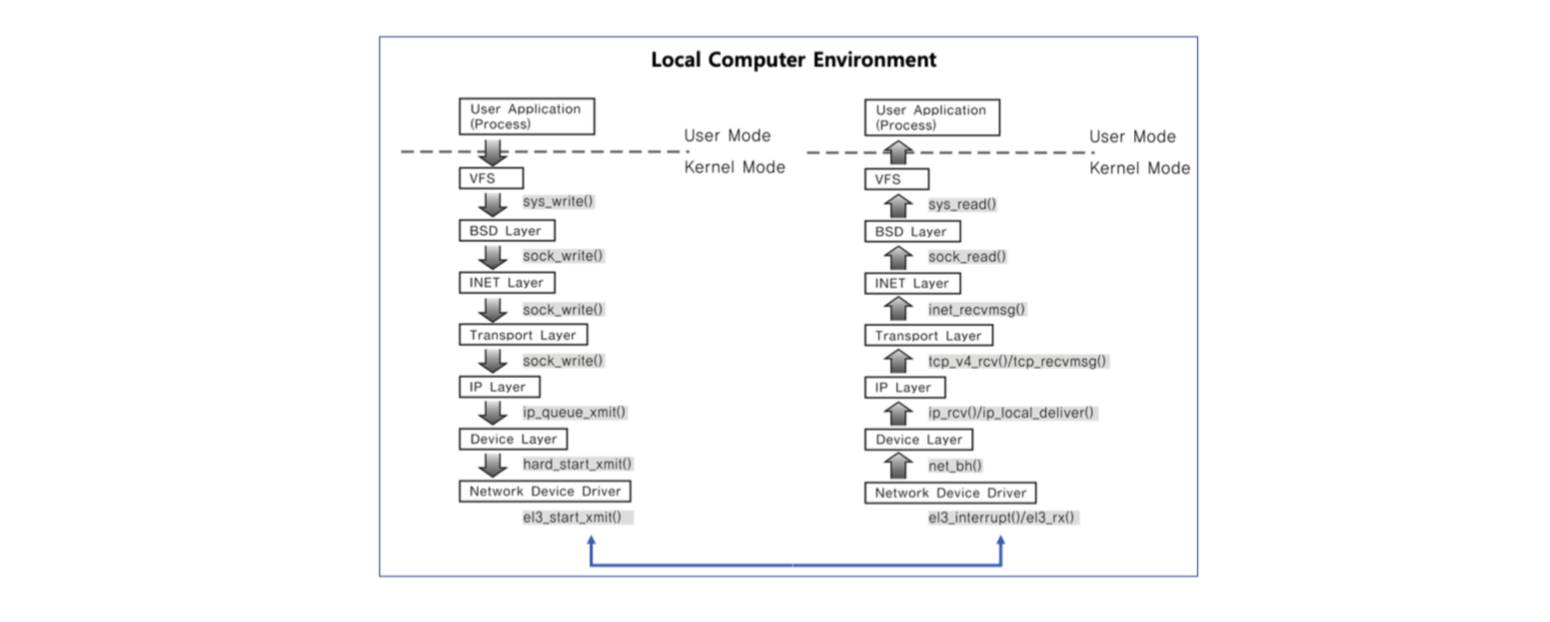 Local Computer Environment
User Application
(Process)
User Mode
Kernel Mode
VFS
sys_write()
BSD Layer
sock_write()
INET Layer
sock_write()
Transport Layer
sock_write()
IP Layer
ip_queue_xmit()
Device Layer
hard_start_xmit()
Network Device Driver
el3_start_xmit()
User Application
(Process)
User Mode
Kernel Mode
VFS
sys_read()
BSD Layer
sock_read()
INET Layer
inet_recvmsg()
Transport Layer
tcp_v4_rcv()/tcp_recvmsg()
IP Layer
ip_rcv()/ip_local_deliver()
Device Layer
net_bh()
Network Device Driver
el3_interrupt()/el3_rx()